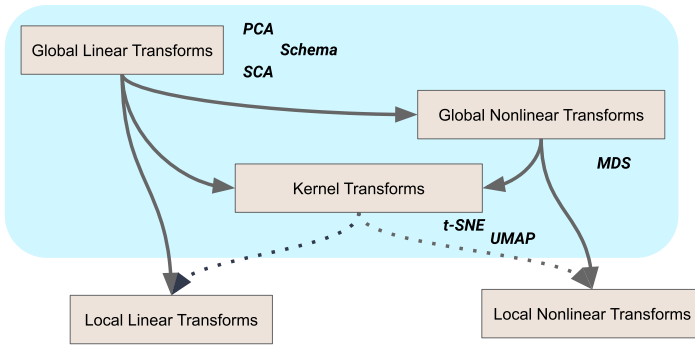 PCA
Global Linear Transforms
Schema
SCA
Global Nonlinear Transforms
MDS
Kernel Transforms
t-SNE
UMAP
Local Linear Transforms
Local Nonlinear Transforms